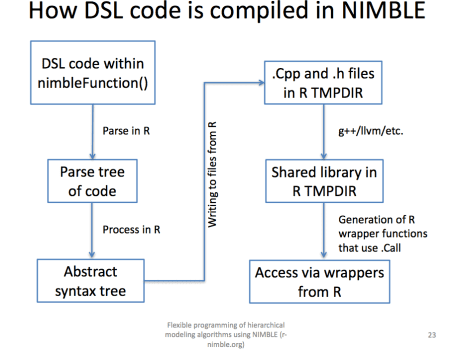 How DSL code is compiled in NIMBLE
DSL code within
nimbleFunction()
Parse in R
Parse tree
of code
Process in R
Abstract
syntax tree
Writing to files from R
.Cpp and .h files
in R TMPDIR
g++/llvm/etc.
Shared library in
R TMPDIR
Generation of R
wrapper functions
that use .Call
Access via wrappers
from R
Flexible programming of hierarchical
modeling algorithms using NIMBLE (r-
nimble.org)
23